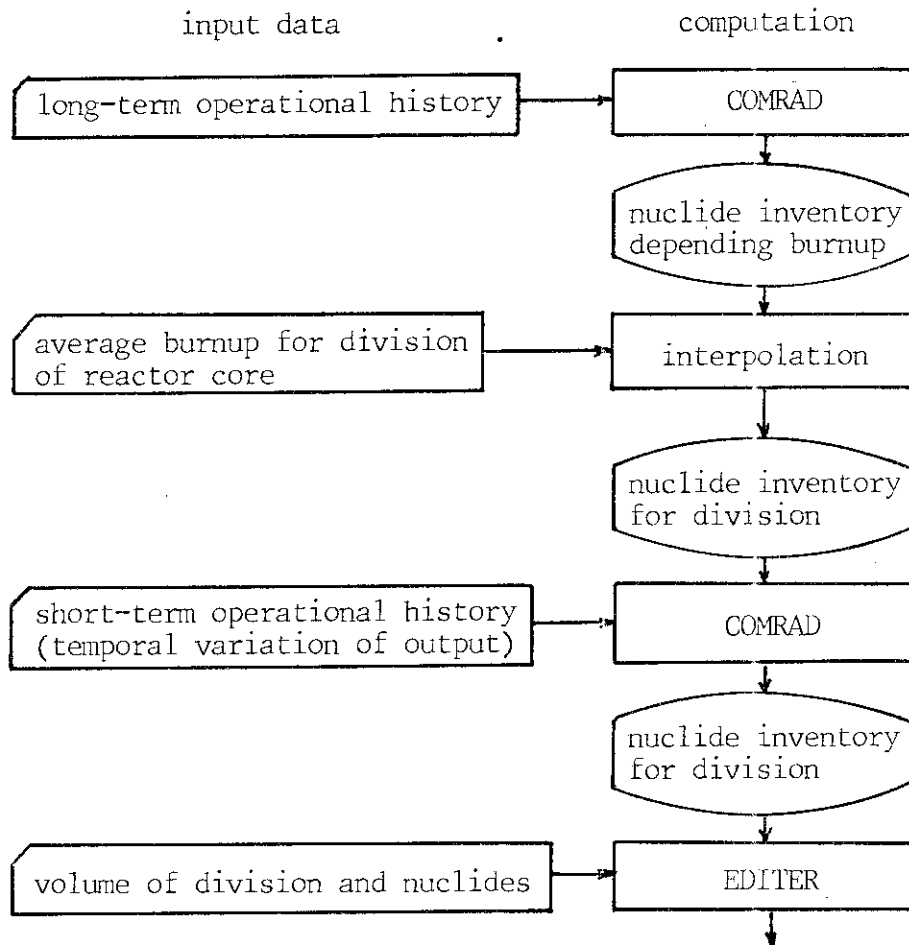 input data
computation
long-term operational history
COMRAD
nuclide inventory
depending burnup
average burnup for division
of reactor core
interpolation
nuclide inventory
for division
short-term operational history
(temporal variation of output)
COMRAD
nuclide inventory
for division
volume of division and nuclides
EDITER